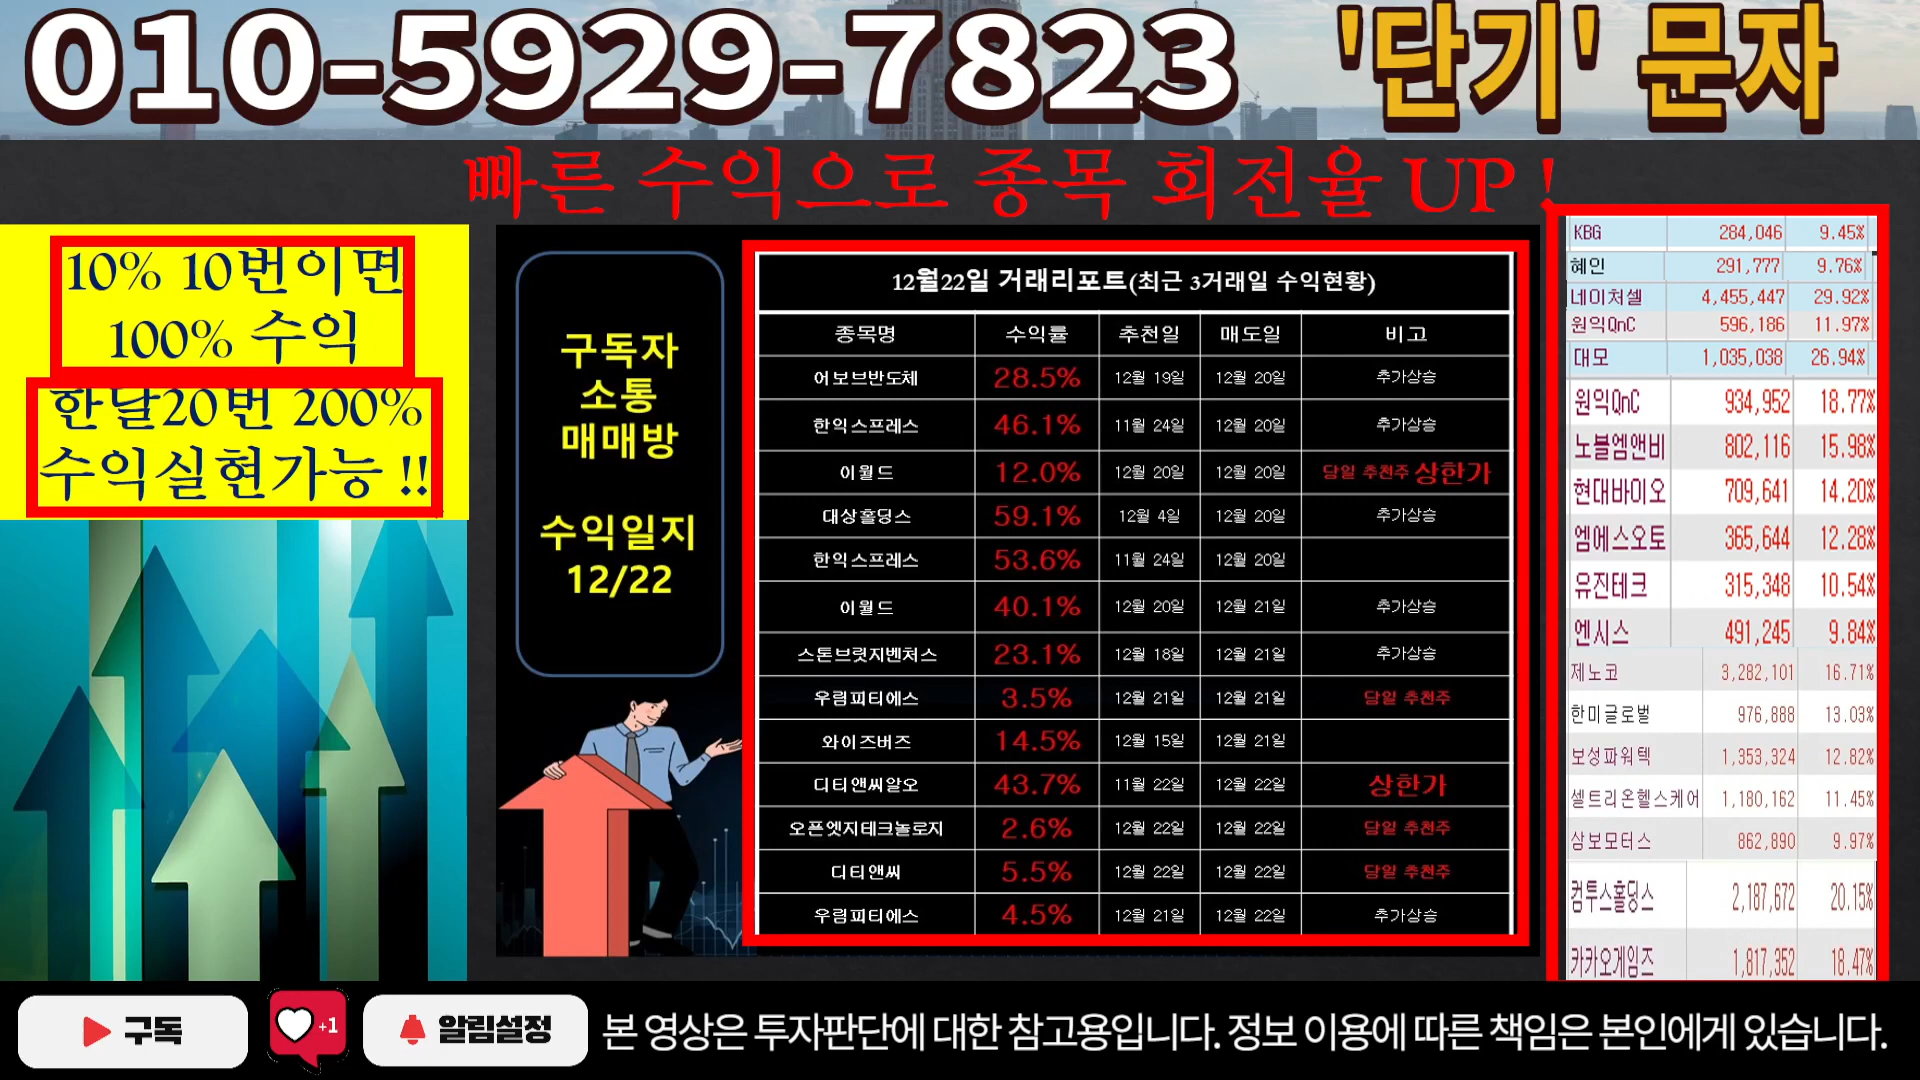 010-5929-7823 '단기' 문자
빠른 수익으로 종목 회전율 UP !
10% 10번이면
100% 수익
한달20번 200%
수익실현가능 !!
구독자
소통
매매방
수익일지
12/22
12월22일 거래리포트(최근 3거래일 수익현황)
종목명 수익률 추천일 매도일 비고
어보브반도체 28.5% 12월 19일 12월 20일 추가상승
한익스프레스 46.1% 11월 24일 12월 20일 추가상승
이월드 12.0% 12월 20일 12월 20일 당일 추천주 상한가
대상홀딩스 59.1% 12월 4일 12월 20일 추가상승
한익스프레스 53.6% 11월 24일 12월 20일
이월드 40.1% 12월 20일 12월 21일 추가상승
스톤브릿지벤처스 23.1% 12월 18일 12월 21일 추가상승
우림피티에스 3.5% 12월 21일 12월 21일 당일 추천주
와이즈버즈 14.5% 12월 15일 12월 21일
디티앤씨알오 43.7% 11월 22일 12월 22일 상한가
오픈엣지테크놀로지 2.6% 12월 22일 12월 22일 당일 추천주
디티앤씨 5.5% 12월 22일 12월 22일 당일 추천주
우림피티에스 4.5% 12월 21일 12월 22일 추가상승
KBG 284,046 9.45%
혜인 291,777 9.76%
네이처셀 4,455,447 29.92%
원익QnC 596,186 11.97%
대모 1,035,038 26.94%
원익QnC 934,952 18.77%
노블엠앤비 802,116 15.98%
현대바이오 709,641 14.20%
엠에스오토 365,644 12.28%
유진테크 315,348 10.54%
엔시스 491,245 9.84%
제노코 3,282,101 16.71%
한미글로벌 976,888 13.03%
보성파워텍 1,353,324 12.82%
셀트리온헬스케어 1,180,162 11.45%
삼보모터스 862,890 9.97%
컴투스홀딩스 2,187,672 20.15%
카카오게임즈 1,817,352 18.47%
구독 +1 알림설정 본 영상은 투자판단에 대한 참고용입니다. 정보 이용에 따른 책임은 본인에게 있습니다.